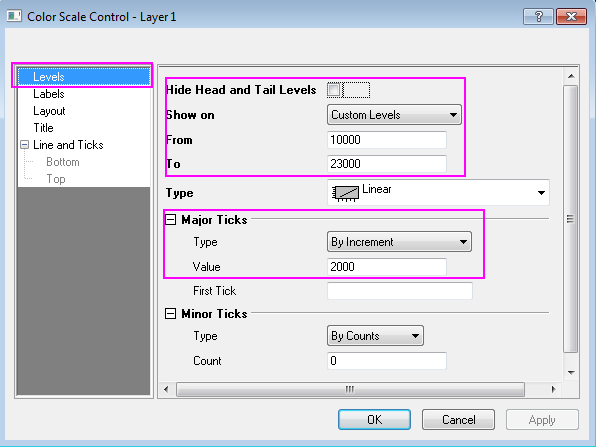 Color Scale Control - Layer1
Levels
Labels
Layout
Title
Line and Ticks
Bottom
Top
Hide Head and Tail Levels
Show on Custom Levels
From 10000
To 23000
Type Linear
Major Ticks
Type By Increment
Value 2000
First Tick
Minor Ticks
Type By Counts
Count 0
OK Cancel Apply